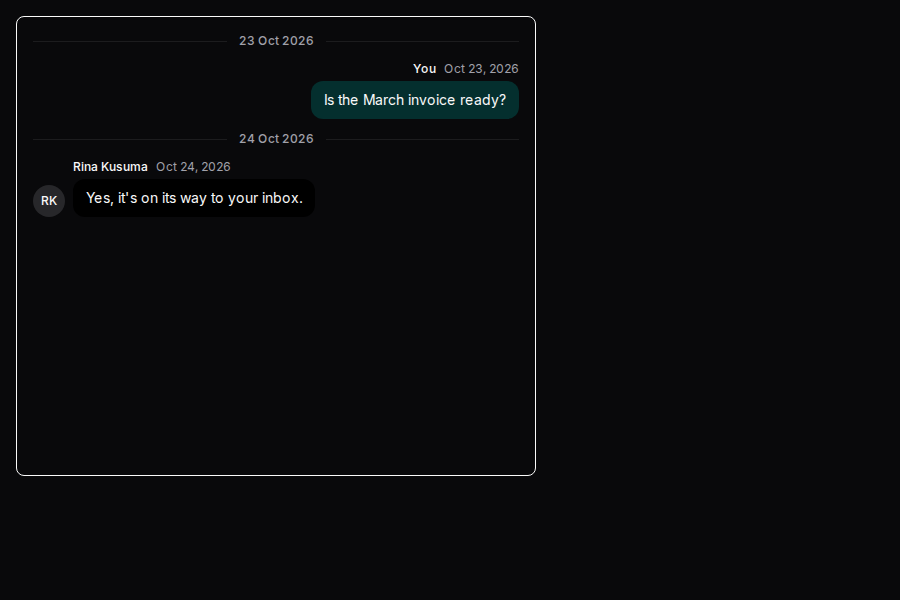 23 Oct 2026
You Oct 23, 2026
Is the March invoice ready?
24 Oct 2026
Rina Kusuma Oct 24, 2026
RK Yes, it's on its way to your inbox.